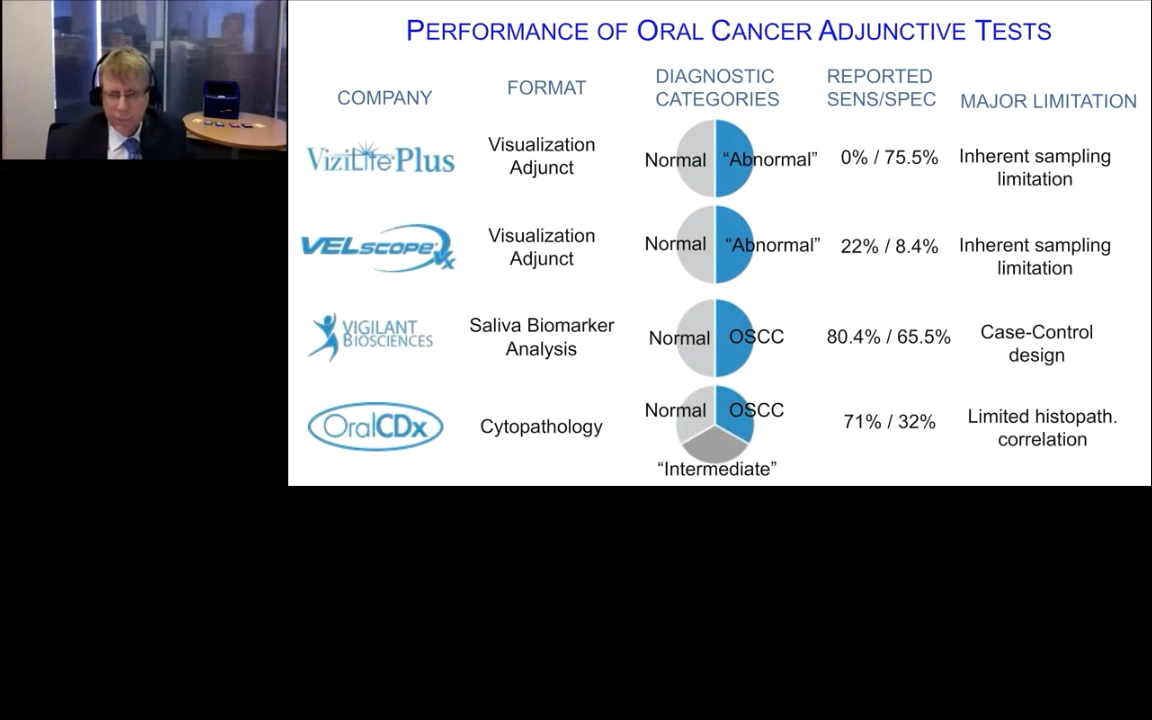 PERFORMANCE OF ORAL CANCER ADJUNCTIVE TESTS
COMPANY
FORMAT
DIAGNOSTIC
CATEGORIES
REPORTED
SENS/SPEC
MAJOR LIMITATION
ViziLite Plus
Visualization
Adjunct
Normal
“Abnormal”
0% / 75.5%
Inherent sampling
limitation
VELscope Vx
Visualization
Adjunct
Normal
“Abnormal”
22% / 8.4%
Inherent sampling
limitation
VIGILANT
BIOSCIENCES
Saliva Biomarker
Analysis
Normal
OSCC
80.4% / 65.5%
Case-Control
design
OralCDx
Cytopathology
Normal
OSCC
“Intermediate”
71% / 32%
Limited histopath.
correlation